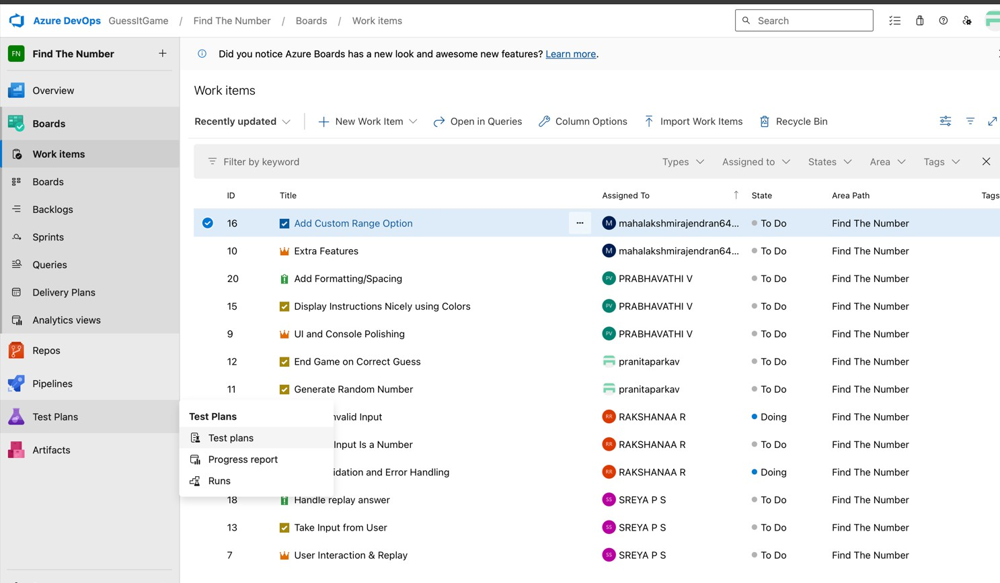 Azure DevOps GuessItGame / Find The Number / Boards / Work items Search
FN Find The Number +
Did you notice Azure Boards has a new look and awesome new features? Learn more.
Overview
Boards
Work items
Boards
Backlogs
Sprints
Queries
Delivery Plans
Analytics views
Repos
Pipelines
Test Plans
Artifacts
Work items
Recently updated New Work Item Open in Queries Column Options Import Work Items Recycle Bin
Filter by keyword Types Assigned to States Area Tags
ID Title Assigned To State Area Path Tags
16 Add Custom Range Option ... M mahalakshmirajendran64... To Do Find The Number
10 Extra Features M mahalakshmirajendran64... To Do Find The Number
20 Add Formatting/Spacing PV PRABHAVATHI V To Do Find The Number
15 Display Instructions Nicely using Colors PV PRABHAVATHI V To Do Find The Number
9 UI and Console Polishing PV PRABHAVATHI V To Do Find The Number
12 End Game on Correct Guess pranitaparkav To Do Find The Number
11 Generate Random Number pranitaparkav To Do Find The Number
nvalid Input RR RAKSHANAA R Doing Find The Number
Input Is a Number RR RAKSHANAA R To Do Find The Number
idation and Error Handling RR RAKSHANAA R Doing Find The Number
18 Handle replay answer SS SREYA P S To Do Find The Number
13 Take Input from User SS SREYA P S To Do Find The Number
7 User Interaction & Replay SS SREYA P S To Do Find The Number
Test Plans
Test plans
Progress report
Runs